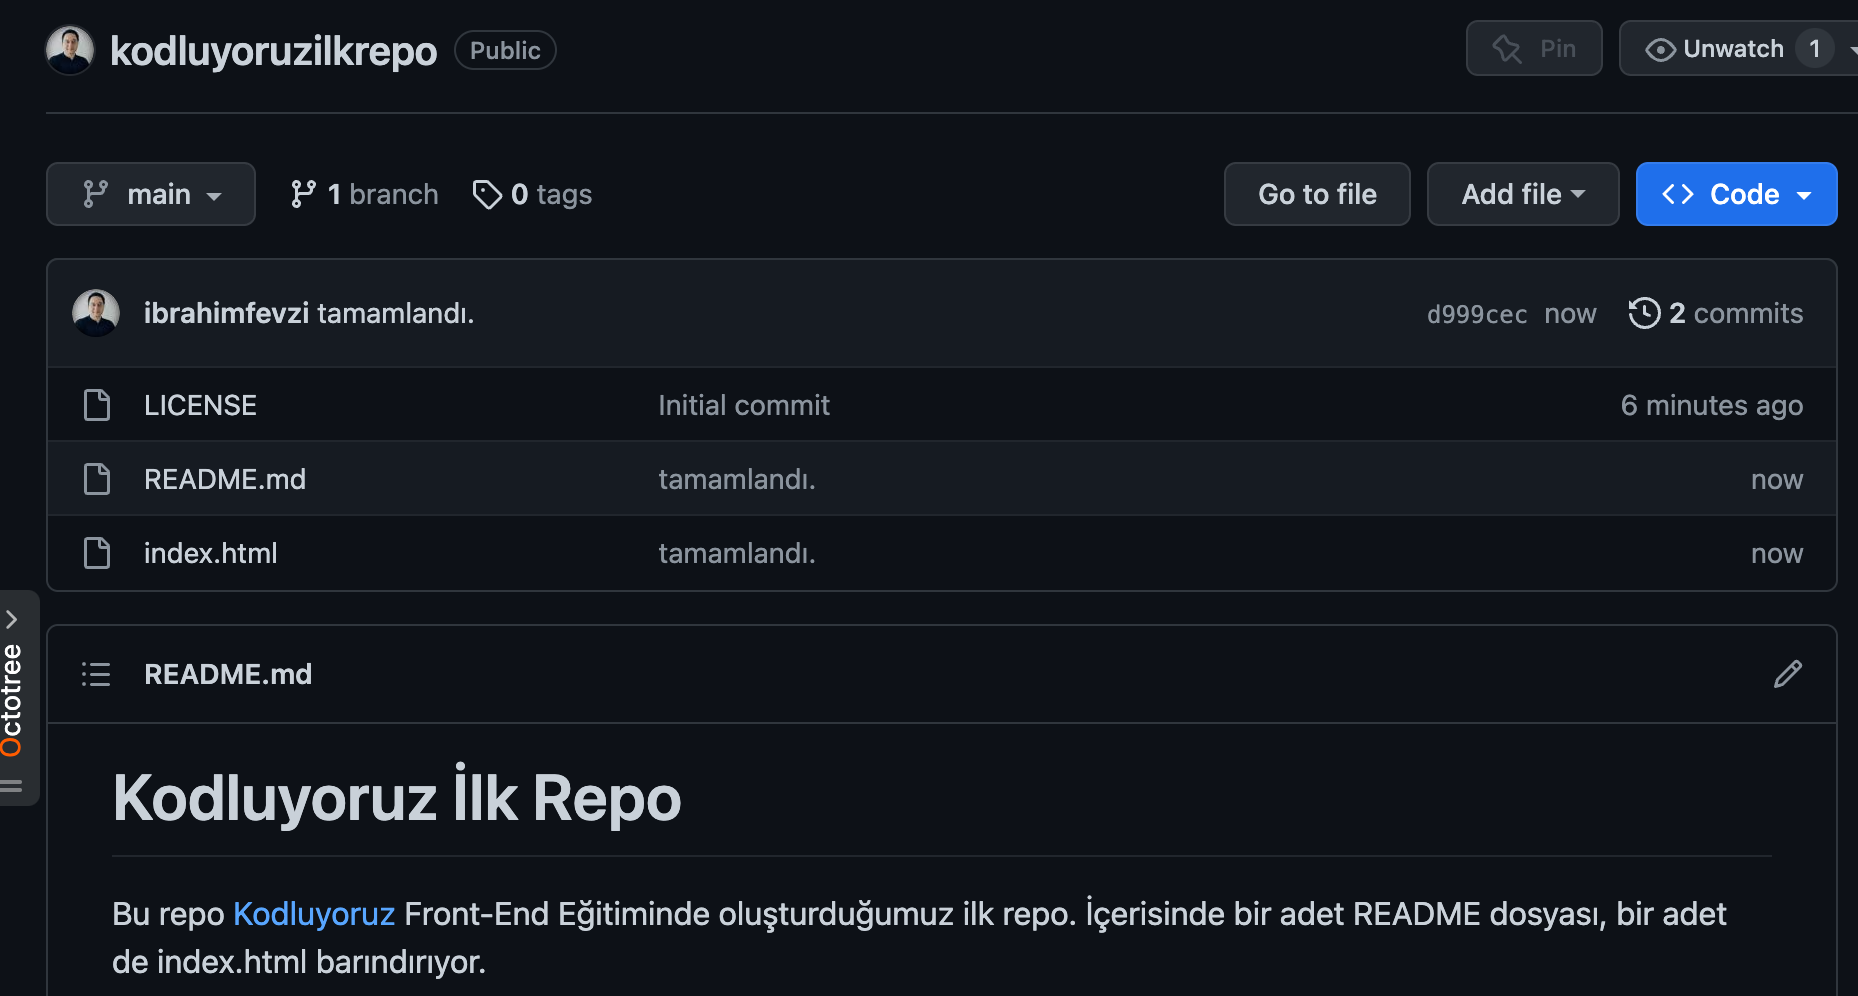 kodluyoruzilkrepo Public Pin Unwatch 1
main 1 branch 0 tags Go to file Add file Code
ibrahimfevzi tamamlandı. d999cec now 2 commits
LICENSE Initial commit 6 minutes ago
README.md tamamlandı. now
index.html tamamlandı. now
Octotree
README.md
Kodluyoruz İlk Repo
Bu repo Kodluyoruz Front-End Eğitiminde oluşturduğumuz ilk repo. İçerisinde bir adet README dosyası, bir adet
de index.html barındırıyor.